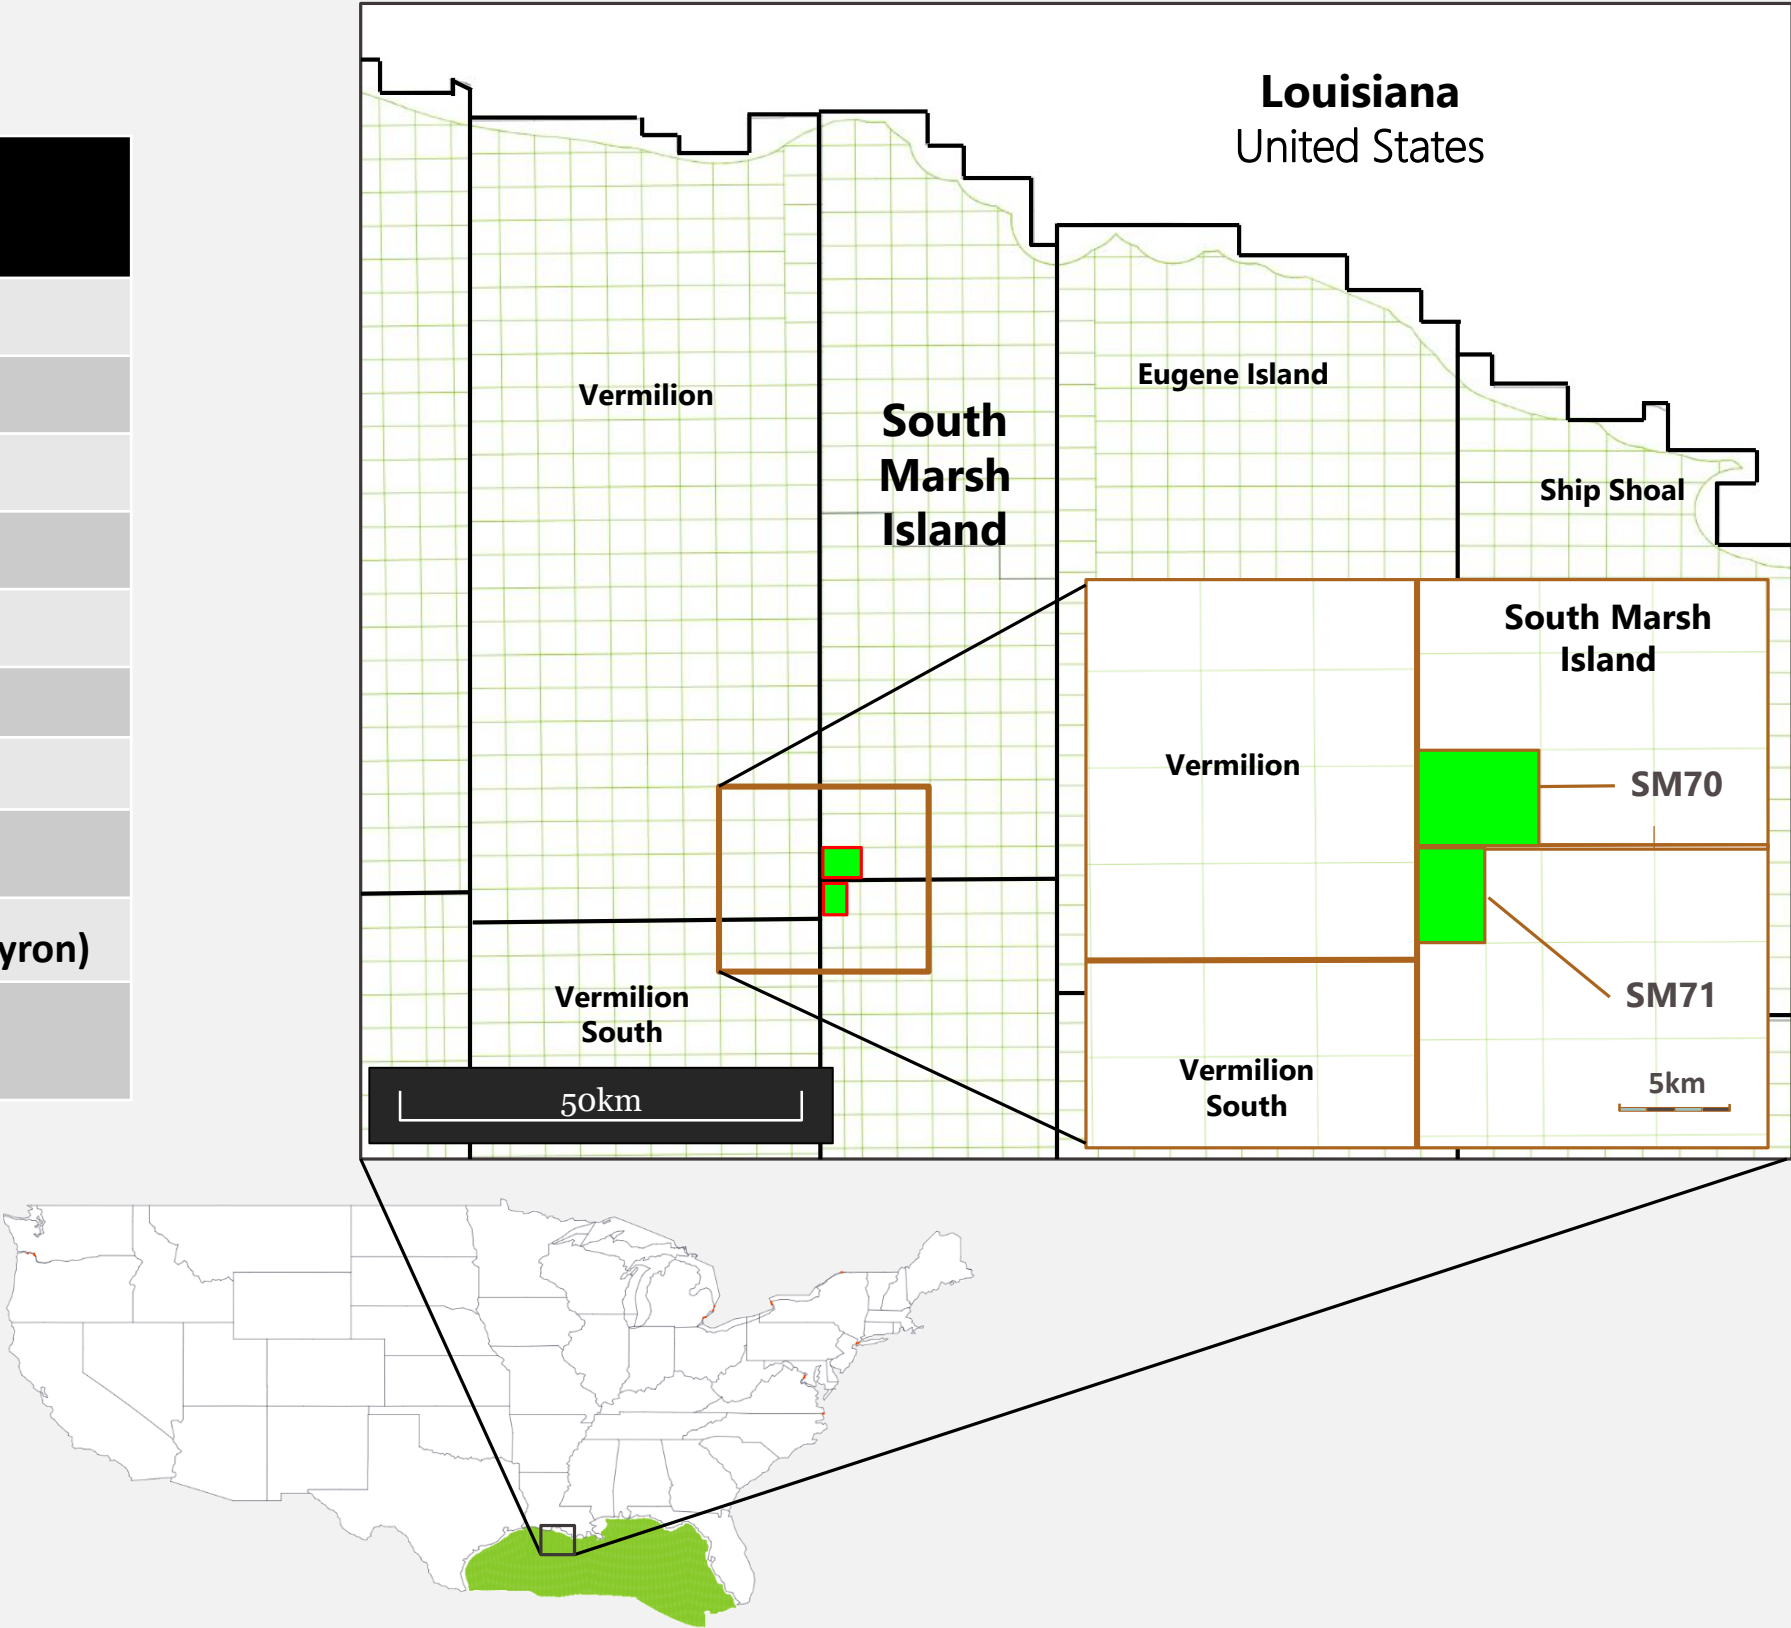 Louisiana
United States
Vermilion
Eugene Island
South
Marsh
Island
Ship Shoal
South Marsh
Island
Vermilion
SM70
yron)
Vermilion
South
SM71
Vermilion
South
5km
50km